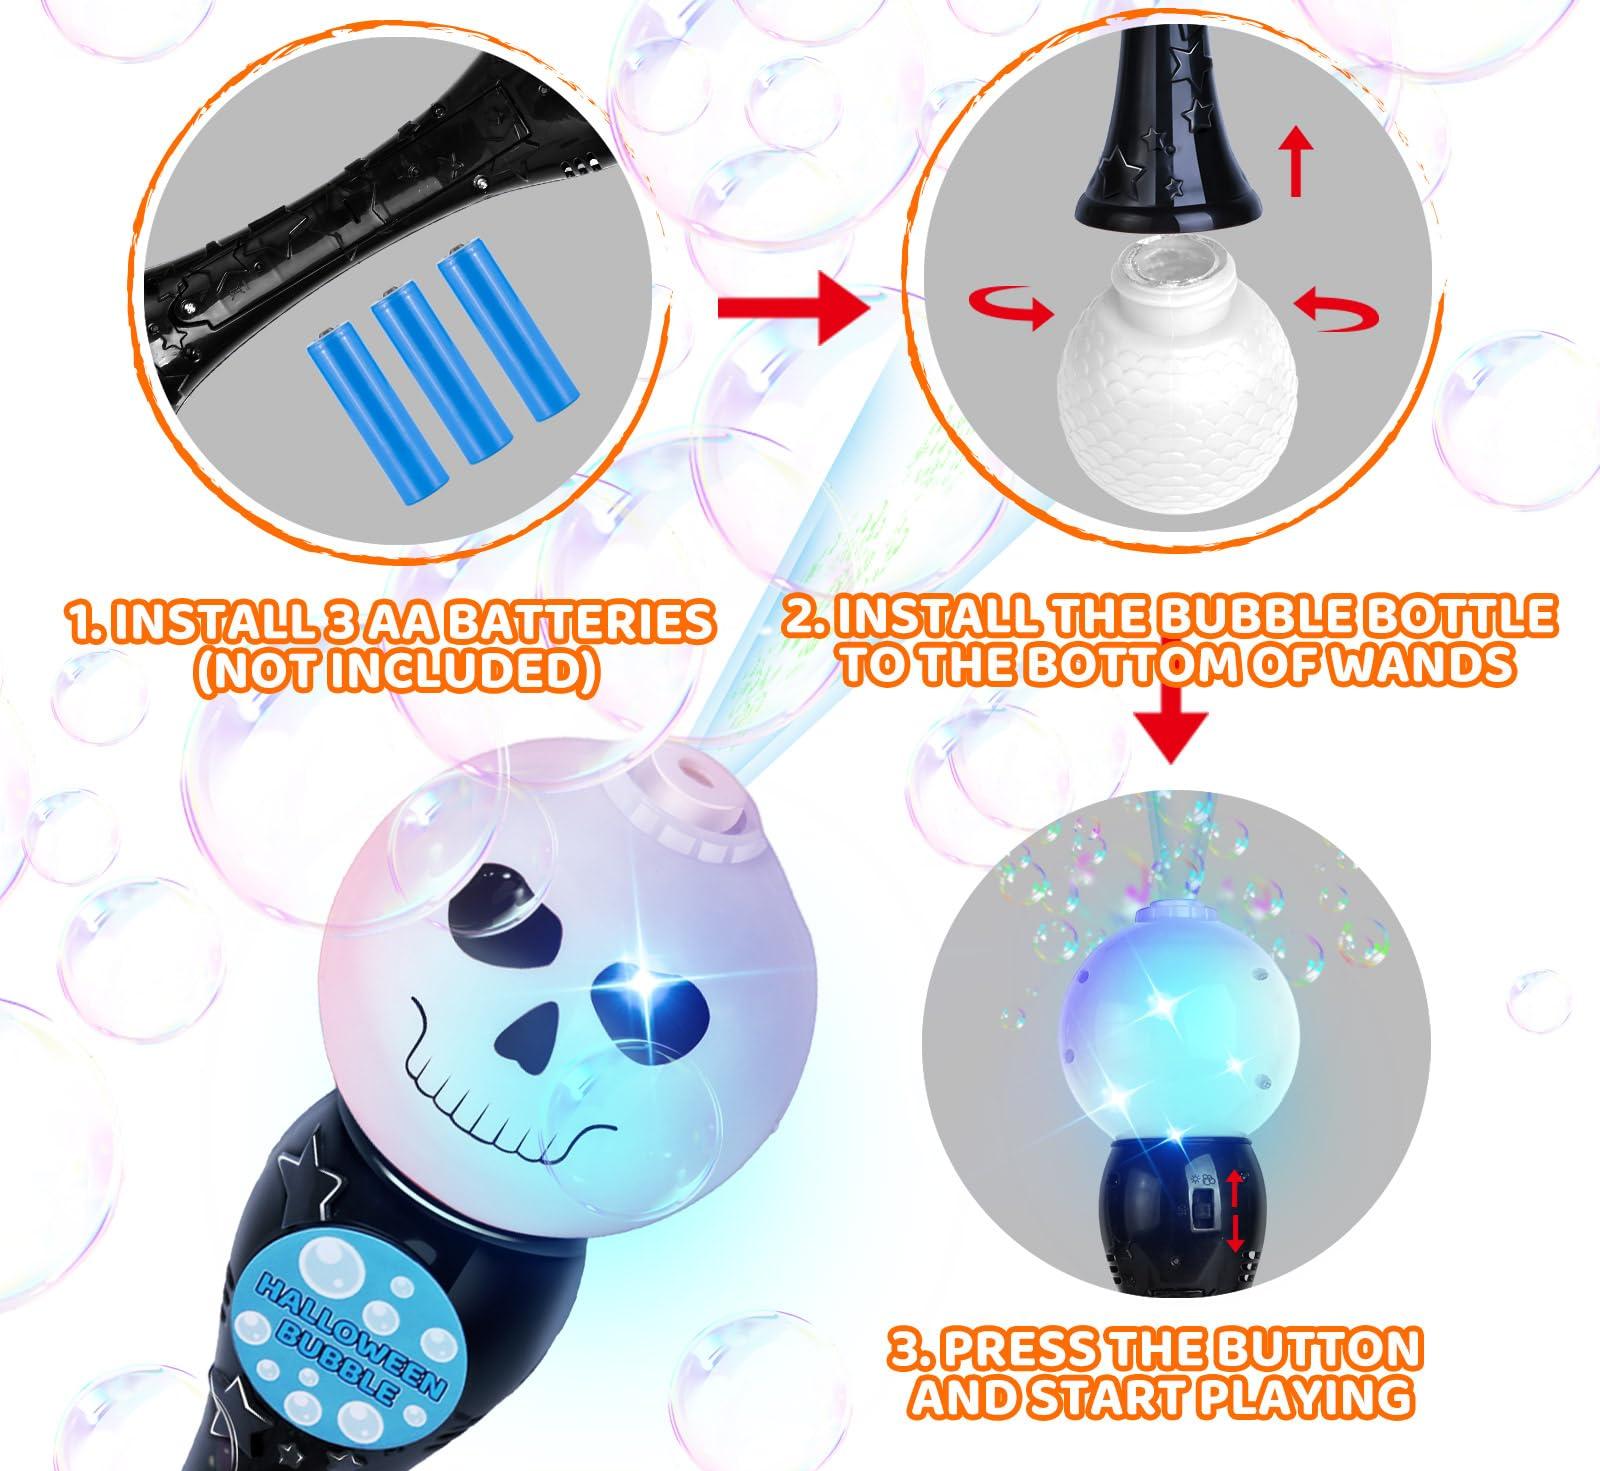 1. INSTALL 3 AA BATTERIES
(NOT INCLUDED)
2. INSTALL THE BUBBLE BOTTLE
TO THE BOTTOM OF WANDS
HALLOWEEN
BUBBLE
3. PRESS THE BUTTON
AND START PLAYING